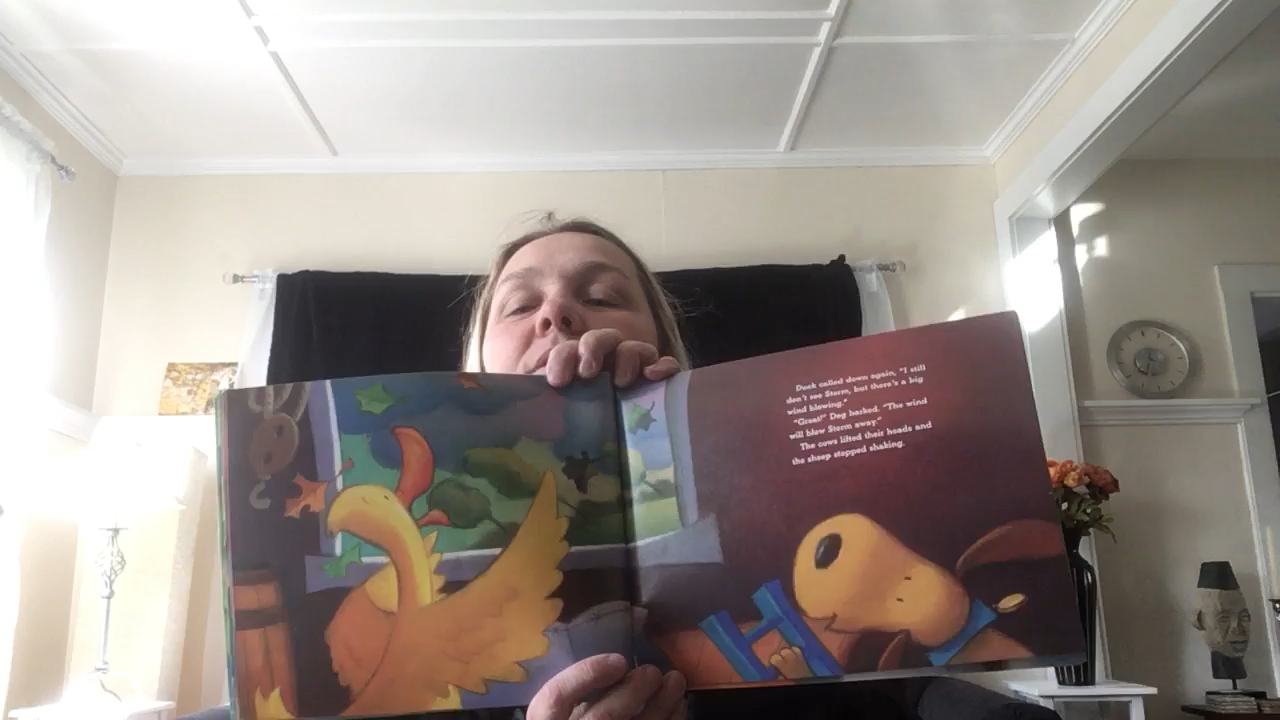 Duck called down again, "I still
don't see Storm, but there's a big
wind blowing."
"Great!" Dog barked. "The wind
will blow Storm away."
The cows lifted their heads and
the sheep stopped shaking.